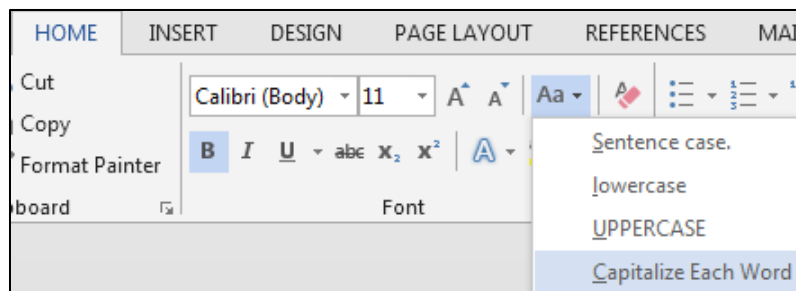 HOME INSERT DESIGN PAGE LAYOUT REFERENCES
Cut
Calibri (Body) 11 A A Aa A
Copy
Format Painter
B I U abc X₂ X² A
Font
Sentence case.
lowercase
UPPERCASE
Capitalize Each Word